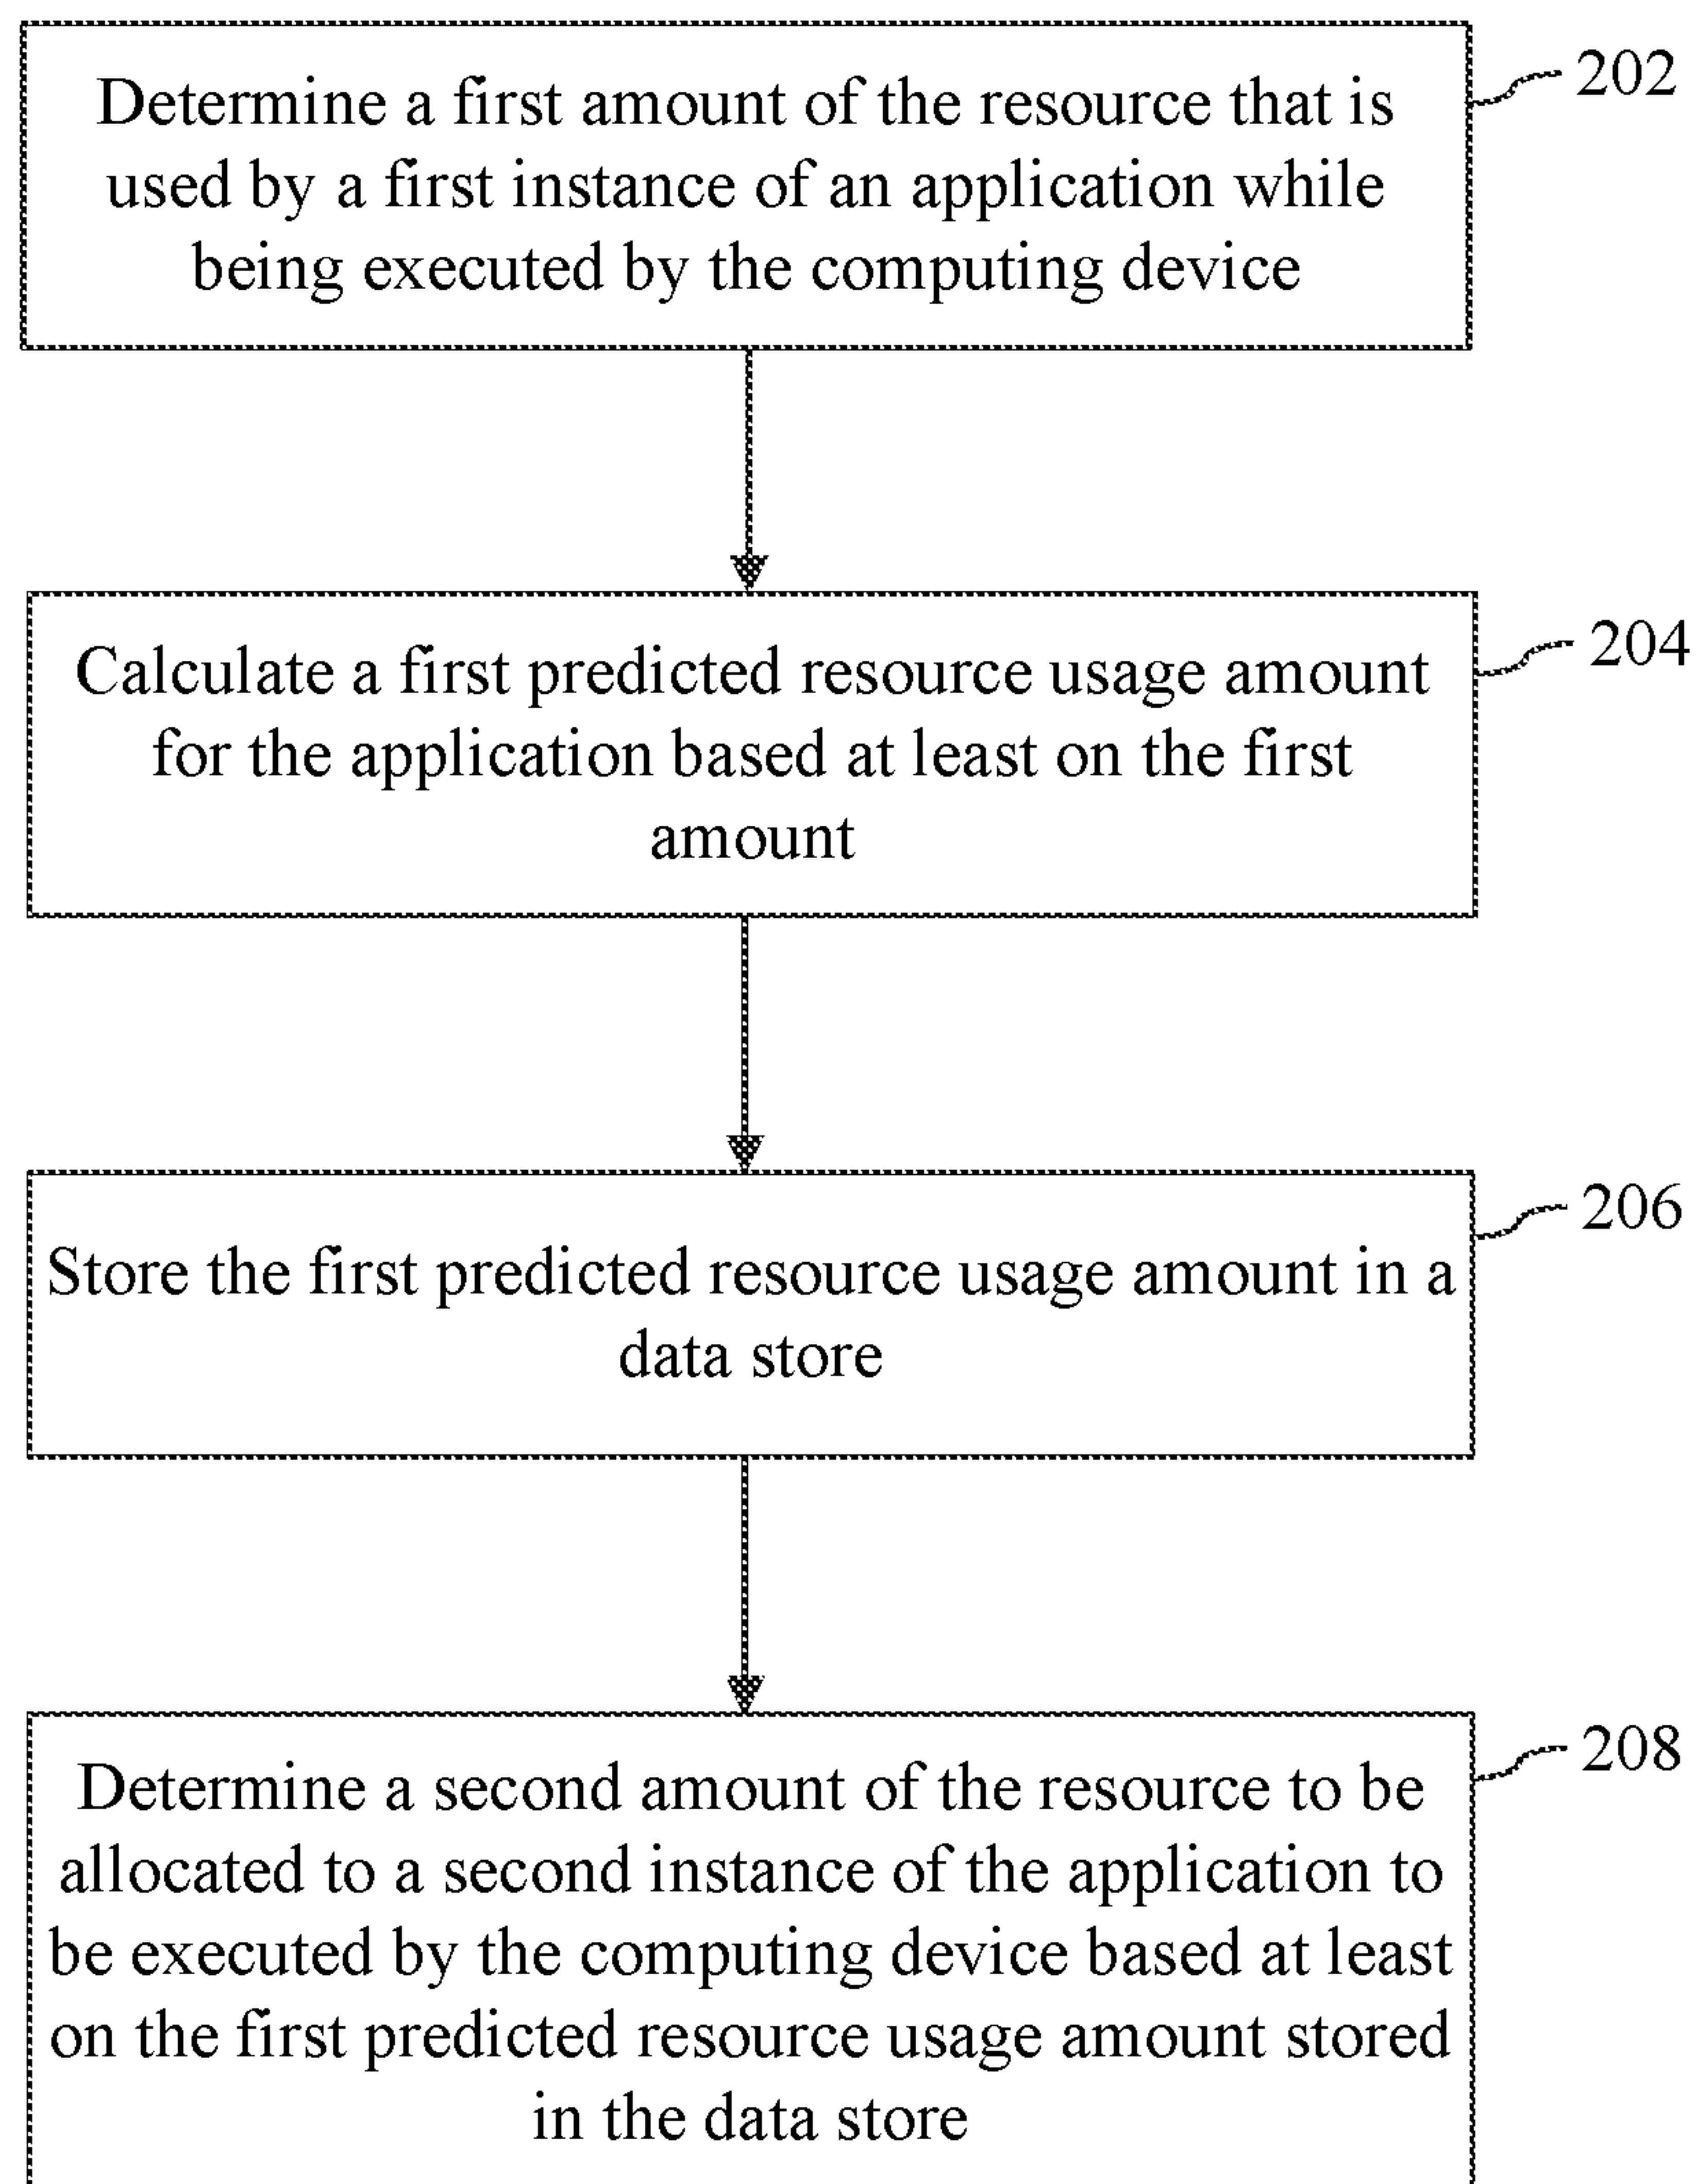 Determine a first amount of the resource that is
used by a first instance of an application while
being executed by the computing device
202
Calculate a first predicted resource usage amount
for the application based at least on the first
amount
204
Store the first predicted resource usage amount in a
data store
206
Determine a second amount of the resource to be
allocated to a second instance of the application to
be executed by the computing device based at least
on the first predicted resource usage amount stored
in the data store
208